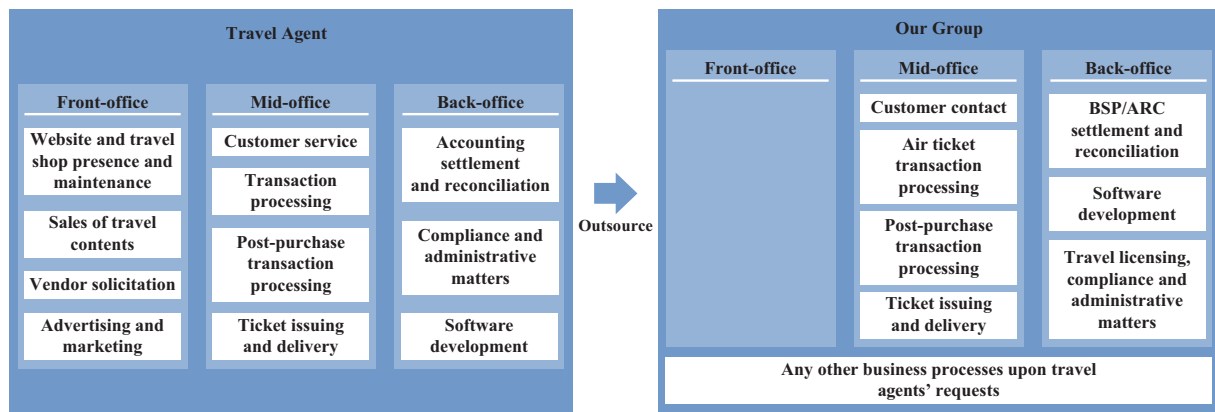 Travel Agent
Front-office
Website and travel
shop presence and
maintenance
Sales of travel
contents
Vendor solicitation
Advertising and
marketing
Mid-office
Customer service
Transaction
processing
Post-purchase
transaction
processing
Ticket issuing
and delivery
Back-office
Accounting
settlement
and reconciliation
Compliance and
administrative
matters
Software
development
Outsource
Our Group
Front-office
Mid-office
Customer contact
Air ticket
transaction
processing
Post-purchase
transaction
processing
Ticket issuing
and delivery
Back-office
BSP/ARC
settlement and
reconciliation
Software
development
Travel licensing,
compliance and
administrative
matters
Any other business processes upon travel
agents’ requests